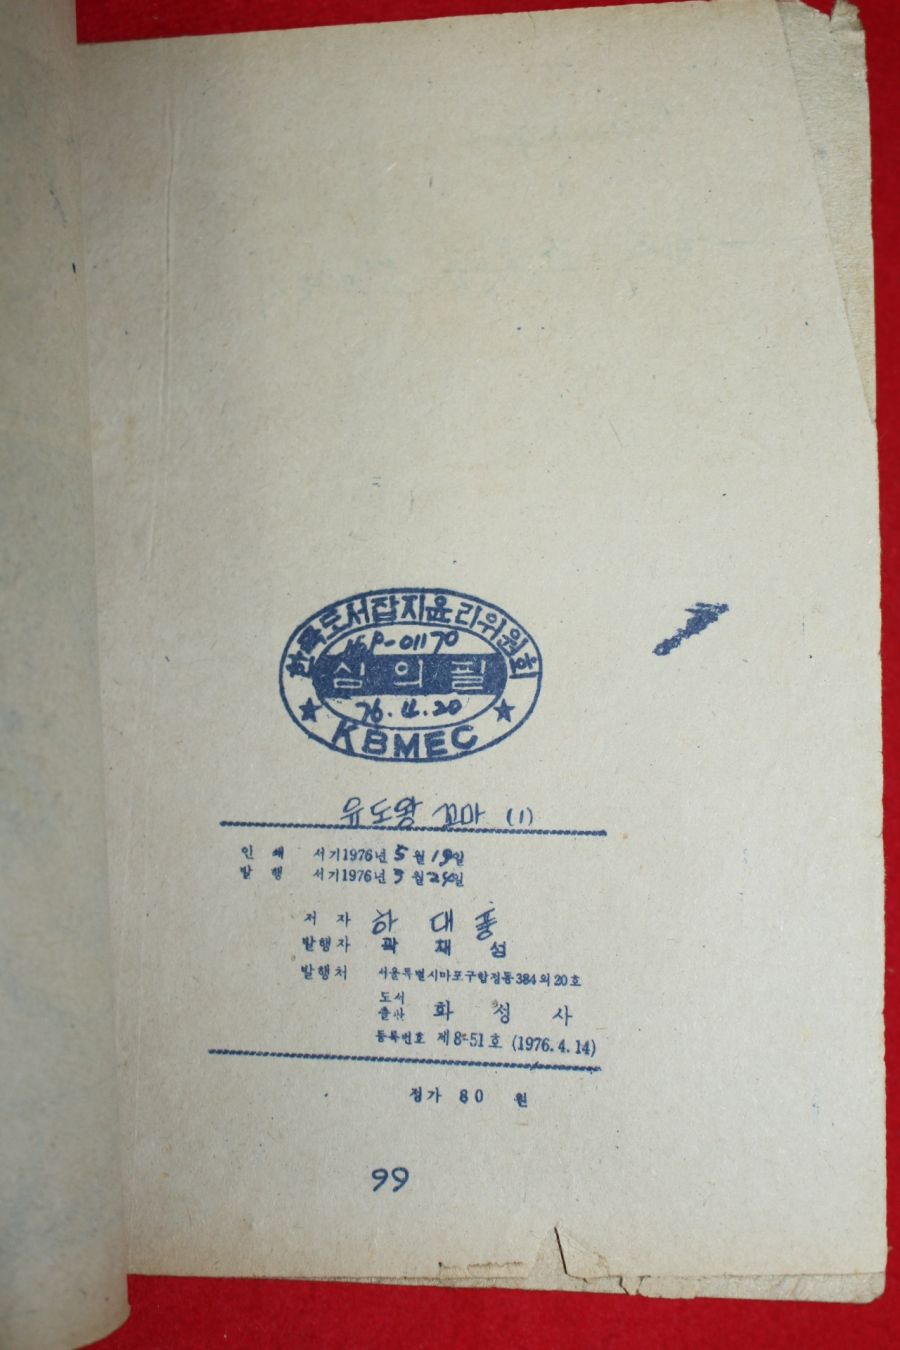 한국도서잡지윤리위원회
-01170
심의필
76.4.20
KBMEC
유도왕 꼬마 (1)
인 쇄 서기1976년 5월 19일
발 행 서기1976년 5월 24일
저 자 하 대 풍
발행자 곽 채 섭
발행처 서울특별시마포구합정동384의20호
도서
출판 화 성 사
등록번호 제8-51호 (1976.4.14)
정가 80 원
99